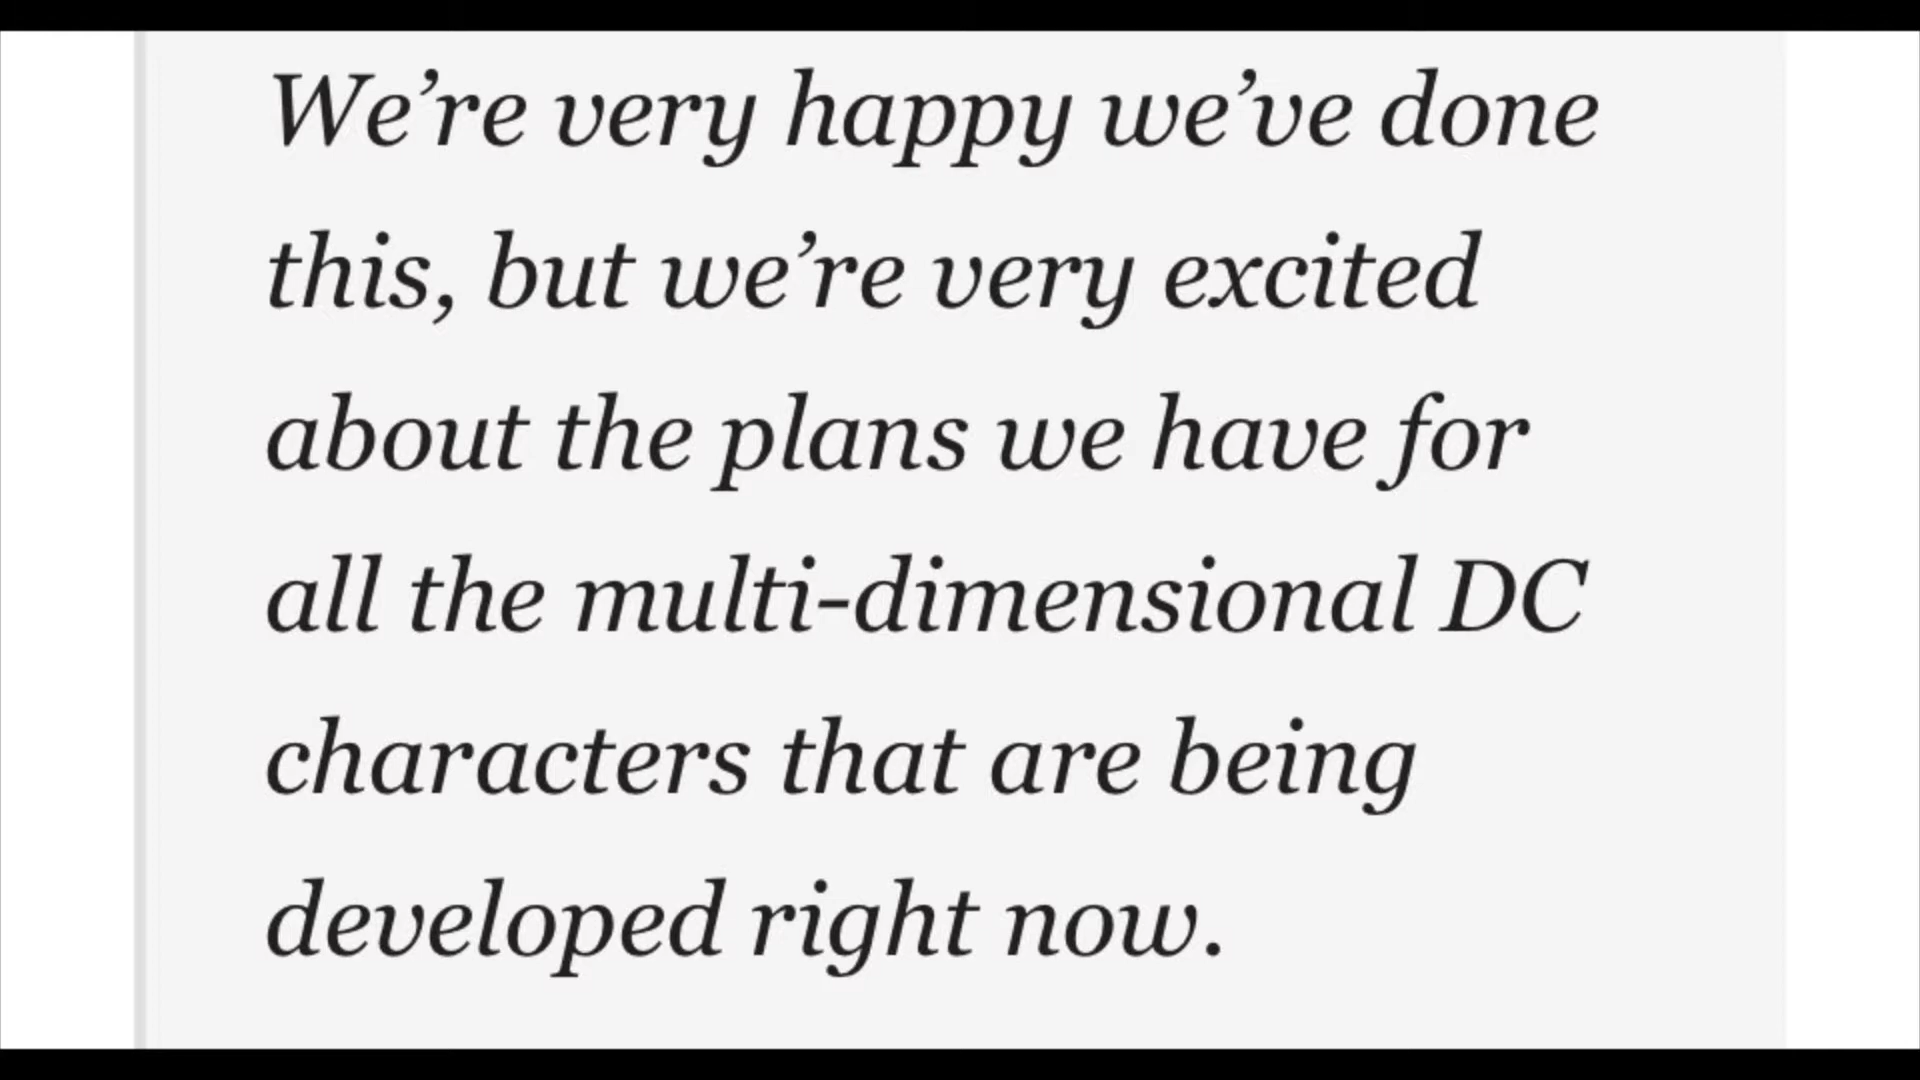 We’re very happy we’ve done
this, but we’re very excited
about the plans we have for
all the multi-dimensional DC
characters that are being
developed right now.